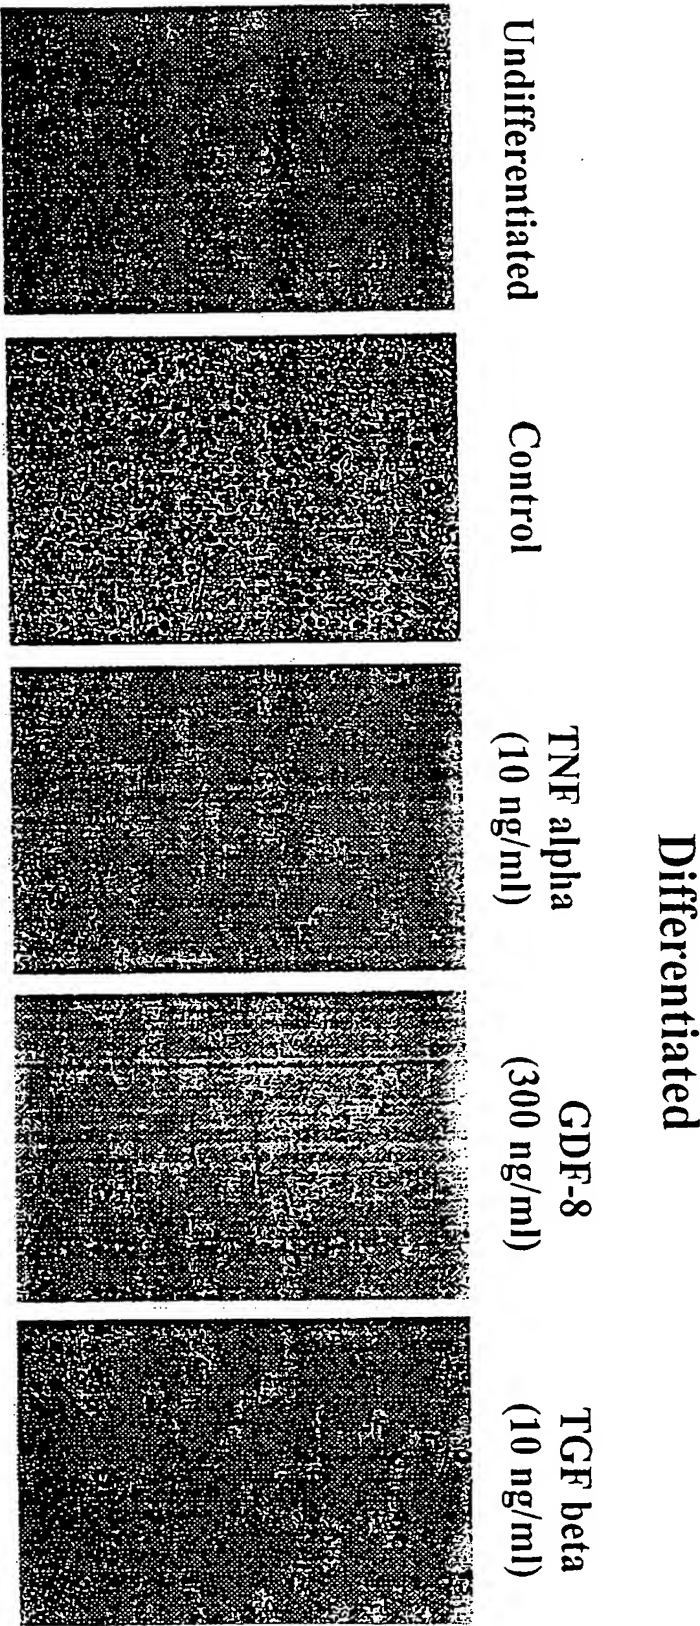 Differentiated
Undifferentiated
Control
TNF alpha
(10 ng/ml)
GDF-8
(300 ng/ml)
TGF beta
(10 ng/ml)